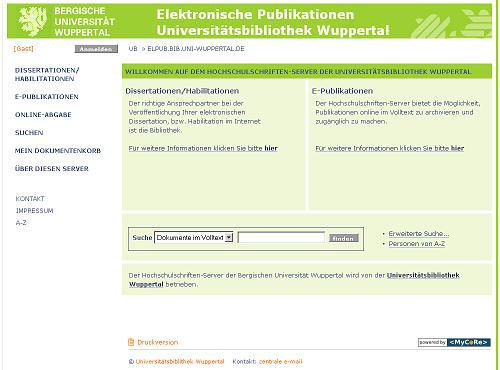 BERGISCHE
UNIVERSITÄT
WUPPERTAL
Elektronische Publikationen
Universitätsbibliothek Wuppertal
[Gast]
Anmelden
UB » ELPUB.BIB.UNI-WUPPERTAL.DE
DISSERTATIONEN/
HABILITATIONEN
E-PUBLIKATIONEN
ONLINE-ABGABE
SUCHEN
MEIN DOKUMENTENKORB
ÜBER DIESEN SERVER
KONTAKT
IMPRESSUM
A-Z
WILLKOMMEN AUF DEM HOCHSCHULSCHRIFTEN-SERVER DER UNIVERSITÄTSBIBLIOTHEK WUPPERTAL
Dissertationen/Habilitationen
Der richtige Ansprechpartner bei der
Veröffentlichung Ihrer elektronischen
Dissertation, bzw. Habilitation im Internet
ist die Bibliothek.
Für weitere Informationen klicken Sie bitte hier
E-Publikationen
Der Hochschulschriften-Server bietet die Möglichkeit,
Publikationen online im Volltext zu archivieren und
zugänglich zu machen.
Für weitere Informationen klicken Sie bitte hier
Suche Dokumente im Volltext finden
• Erweiterte Suche...
• Personen von A-Z
Der Hochschulschriften-Server der Bergischen Universität Wuppertal wird von der Universitätsbibliothek
Wuppertal betrieben.
Druckversion
powered by <MyCoRe>
© Universitätsbiblithek Wuppertal Kontakt: zentrale e-mail